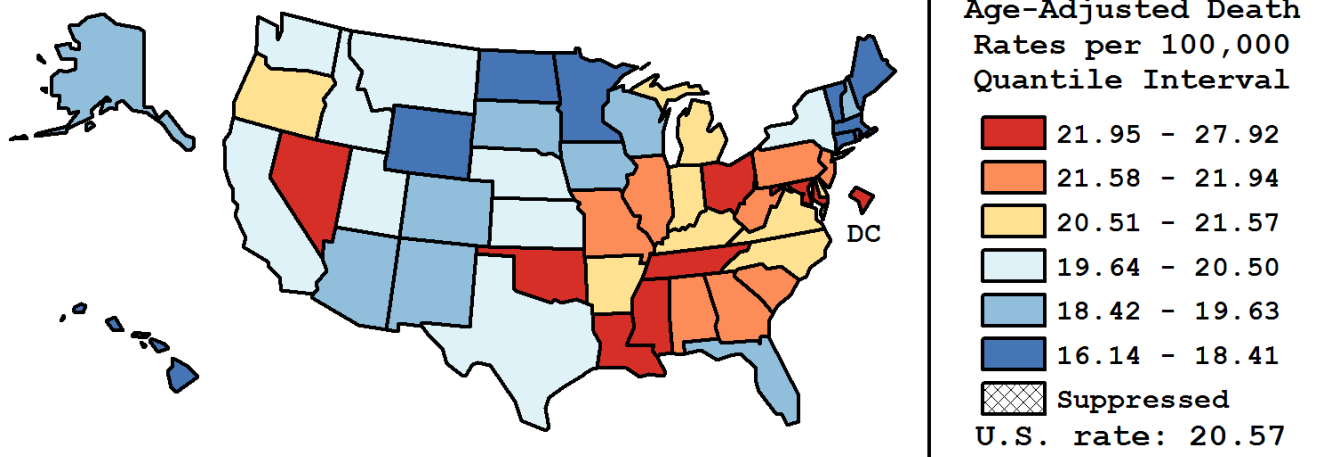 Age-Adjusted Death
Rates per 100,000
Quantile Interval
21.95 - 27.92
21.58 - 21.94
20.51 - 21.57
19.64 - 20.50
18.42 - 19.63
16.14 - 18.41
Suppressed
U.S. rate: 20.57
DC